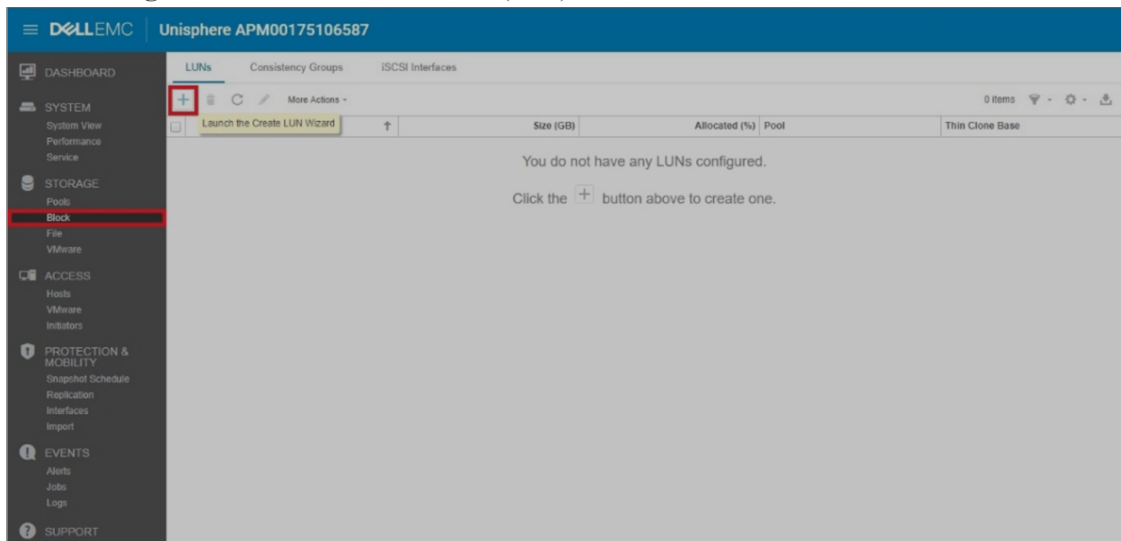 DELLEMC Unisphere APM00175106587
DASHBOARD
SYSTEM
System View
Performance
Service
STORAGE
Pools
Block
File
VMware
ACCESS
Hosts
VMware
Initiators
PROTECTION &
MOBILITY
Snapshot Schedule
Replication
Interfaces
Import
EVENTS
Alerts
Jobs
Logs
SUPPORT
LUNs Consistency Groups iSCSI Interfaces
More Actions 0 items
Launch the Create LUN Wizard
Size (GB) Allocated (%) Pool Thin Clone Base
You do not have any LUNs configured.
Click the + button above to create one.